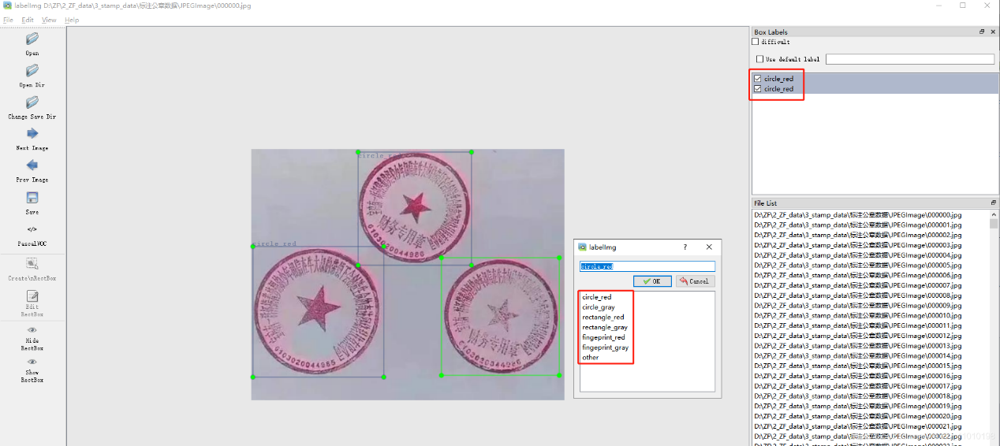 labelImg D:\ZF\2_ZF_data\3_stamp_data\标注公章数据\JPEGImage\000000.jpg
File Edit View Help
Open
Open Dir
Change Save Dir
Next Image
Prev Image
Save
</>
PascalVOC
Create\nRectBox
Edit
RectBox
Hide
RectBox
Show
RectBox
circle_red
财务专用章
6103020044986
circle_red
6103020044985
财务专用章
labelImg
?
circle_red
OK
Cancel
circle_red
circle_gray
rectangle_red
rectangle_gray
fingeprint_red
fingeprint_gray
other
Box Labels
difficult
Use default label
circle_red
circle_red
File List
D:\ZF\2_ZF_data\3_stamp_data\标注公章数据\JPEGImage\000000.jpg
D:\ZF\2_ZF_data\3_stamp_data\标注公章数据\JPEGImage\000001.jpg
D:\ZF\2_ZF_data\3_stamp_data\标注公章数据\JPEGImage\000002.jpg
D:\ZF\2_ZF_data\3_stamp_data\标注公章数据\JPEGImage\000003.jpg
D:\ZF\2_ZF_data\3_stamp_data\标注公章数据\JPEGImage\000004.jpg
D:\ZF\2_ZF_data\3_stamp_data\标注公章数据\JPEGImage\000005.jpg
D:\ZF\2_ZF_data\3_stamp_data\标注公章数据\JPEGImage\000006.jpg
D:\ZF\2_ZF_data\3_stamp_data\标注公章数据\JPEGImage\000007.jpg
D:\ZF\2_ZF_data\3_stamp_data\标注公章数据\JPEGImage\000008.jpg
D:\ZF\2_ZF_data\3_stamp_data\标注公章数据\JPEGImage\000009.jpg
D:\ZF\2_ZF_data\3_stamp_data\标注公章数据\JPEGImage\000010.jpg
D:\ZF\2_ZF_data\3_stamp_data\标注公章数据\JPEGImage\000011.jpg
D:\ZF\2_ZF_data\3_stamp_data\标注公章数据\JPEGImage\000012.jpg
D:\ZF\2_ZF_data\3_stamp_data\标注公章数据\JPEGImage\000013.jpg
D:\ZF\2_ZF_data\3_stamp_data\标注公章数据\JPEGImage\000014.jpg
D:\ZF\2_ZF_data\3_stamp_data\标注公章数据\JPEGImage\000015.jpg
D:\ZF\2_ZF_data\3_stamp_data\标注公章数据\JPEGImage\000016.jpg
D:\ZF\2_ZF_data\3_stamp_data\标注公章数据\JPEGImage\000017.jpg
D:\ZF\2_ZF_data\3_stamp_data\标注公章数据\JPEGImage\000018.jpg
D:\ZF\2_ZF_data\3_stamp_data\标注公章数据\JPEGImage\000019.jpg
D:\ZF\2_ZF_data\3_stamp_data\标注公章数据\JPEGImage\000020.jpg
D:\ZF\2_ZF_data\3_stamp_data\标注公章数据\JPEGImage\000021.jpg
D:\ZF\2_ZF_data\3_stamp_data\标注公章数据\JPEGImage\000022.jpg